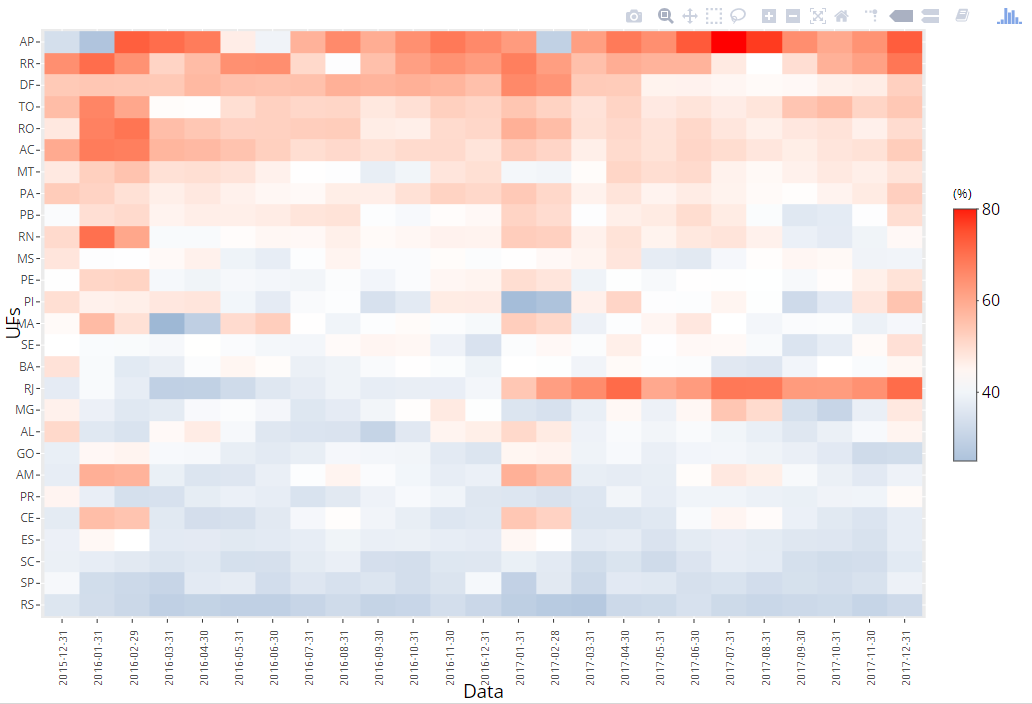 AP
RR
DF
TO
RO
AC
MT
PA
PB
RN
MS
PE
PI
MA
SE
BA
RJ
MG
AL
GO
AM
PR
CE
ES
SC
SP
RS
UFs
2015-12-31
2016-01-31
2016-02-29
2016-03-31
2016-04-30
2016-05-31
2016-06-30
2016-07-31
2016-08-31
2016-09-30
2016-10-31
2016-11-30
2016-12-31
2017-01-31
2017-02-28
2017-03-31
2017-04-30
2017-05-31
2017-06-30
2017-07-31
2017-08-31
2017-09-30
2017-10-31
2017-11-30
2017-12-31
Data
(%)
80
60
40